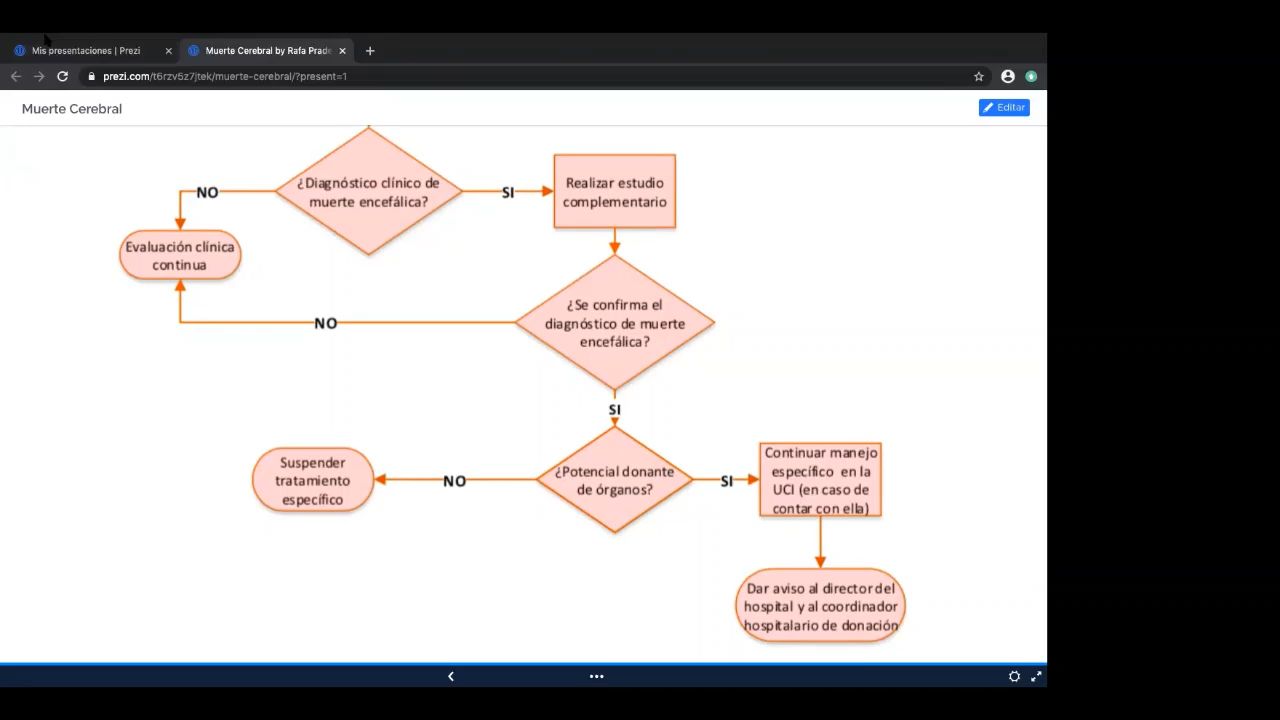 Mis presentaciones | Prezi
Muerte Cerebral by Rafa Prade
prezi.com/t6rzv5z7jtek/muerte-cerebral/?present=1
Muerte Cerebral
Editar
¿Diagnóstico clínico de
muerte encefálica?
NO
SI
Realizar estudio
complementario
Evaluación clínica
continua
¿Se confirma el
diagnóstico de muerte
encefálica?
NO
SI
Suspender
tratamiento
específico
NO
¿Potencial donante
de órganos?
SI
Continuar manejo
específico en la
UCI (en caso de
contar con ella)
Dar aviso al director del
hospital y al coordinador
hospitalario de donación